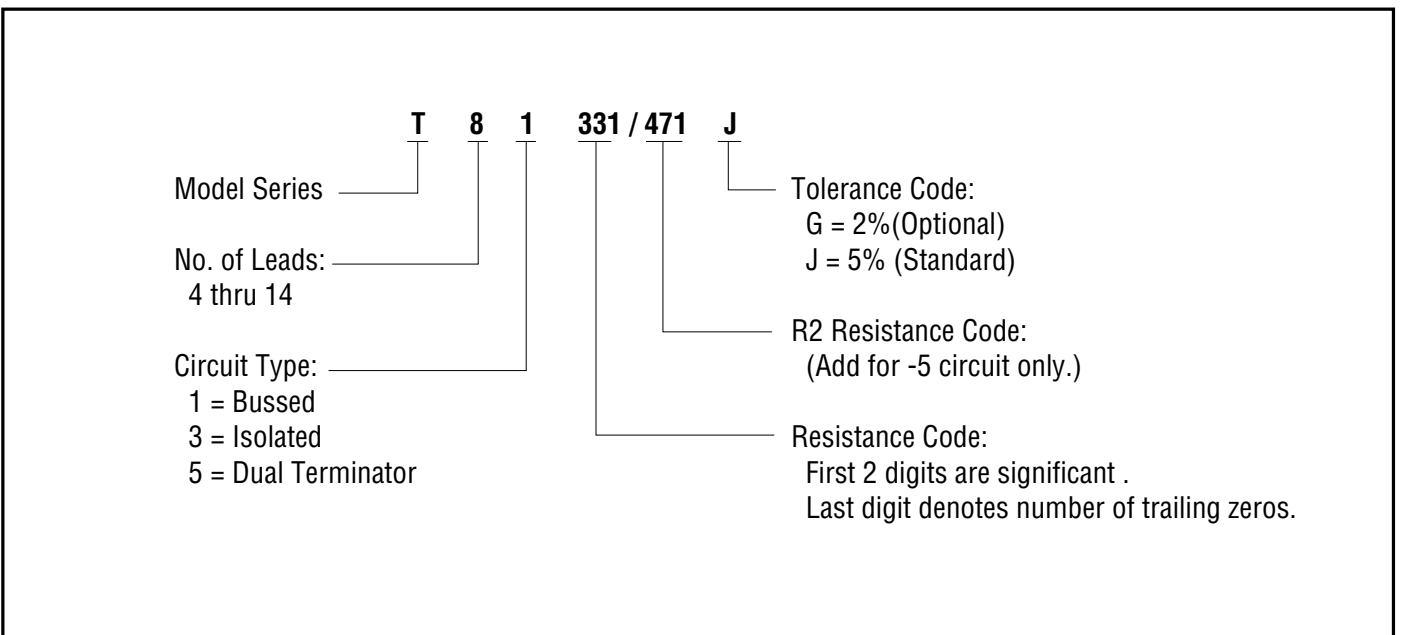 T 8 1 331 / 471 J
Model Series
No. of Leads:
4 thru 14
Circuit Type:
1 = Bussed
3 = Isolated
5 = Dual Terminator
Tolerance Code:
G = 2%(Optional)
J = 5% (Standard)
R2 Resistance Code:
(Add for -5 circuit only.)
Resistance Code:
First 2 digits are significant .
Last digit denotes number of trailing zeros.